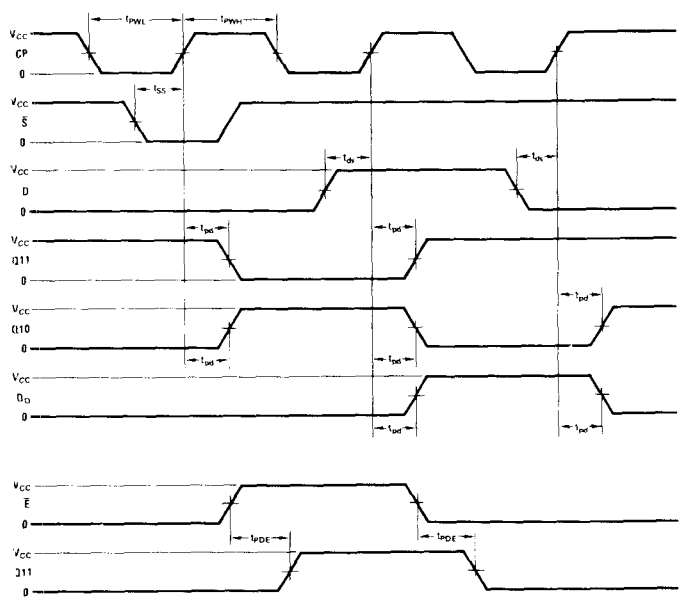 tPWL tPWH
VCC
CP
0
tSS
VCC
S̅
0
tds tds
VCC
D
0
tpd tpd
VCC
Q11
0
tpd
VCC
Q10
0
tpd tpd
VCC
QD
0
tpd tpd
VCC
E̅
0
tPDE tPDE
VCC
Q11
0